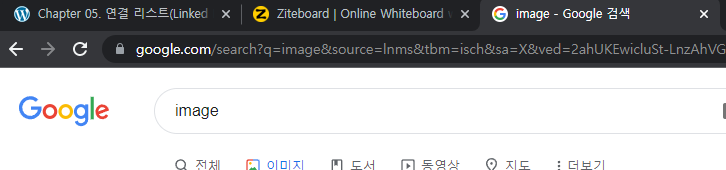 Chapter 05. 연결 리스트(Linked
Ziteboard | Online Whiteboard w
image - Google 검색
google.com/search?q=image&source=lnms&tbm=isch&sa=X&ved=2ahUKEwicluSt-LnzAhVG
Google
image
전체 이미지 도서 동영상 지도 더보기